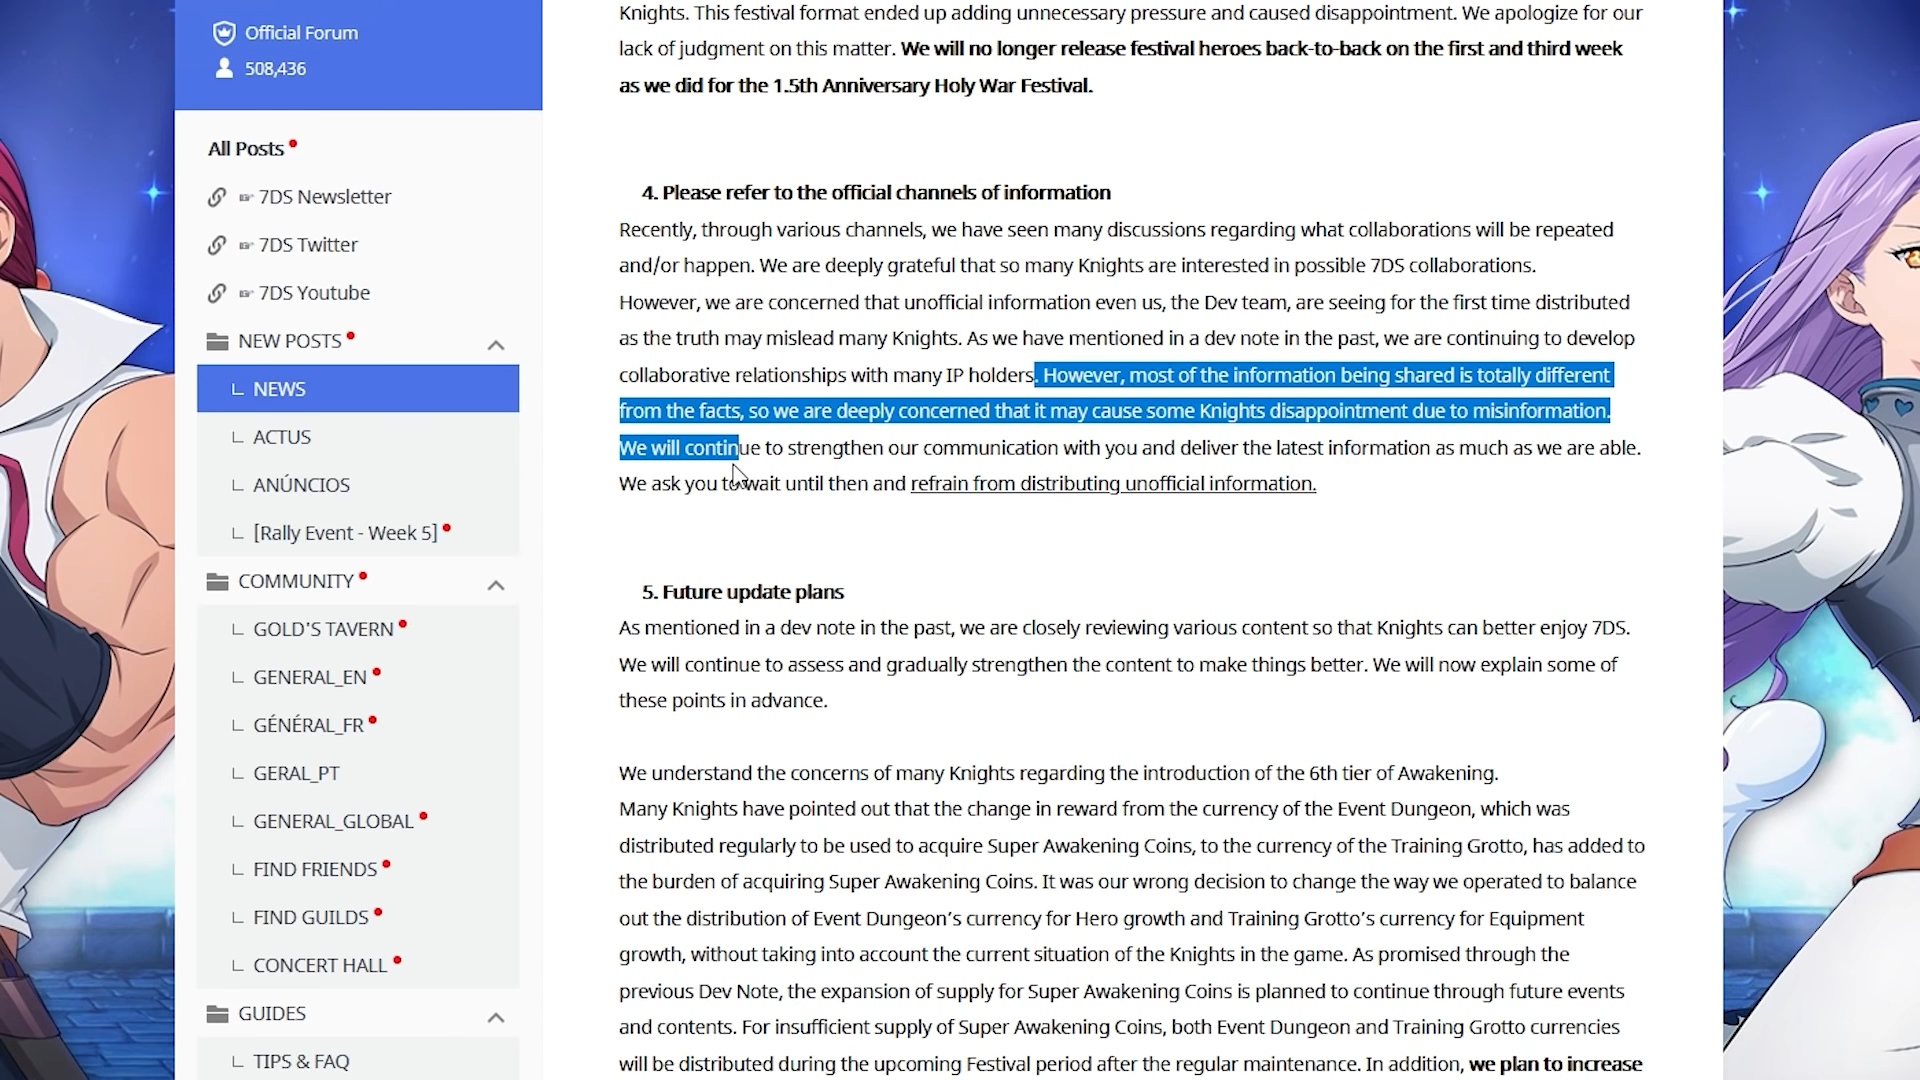 Official Forum
508,436
All Posts
☞ 7DS Newsletter
☞ 7DS Twitter
☞ 7DS Youtube
NEW POSTS
NEWS
ACTUS
ANÚNCIOS
[Rally Event - Week 5]
COMMUNITY
GOLD'S TAVERN
GENERAL_EN
GÉNÉRAL_FR
GERAL_PT
GENERAL_GLOBAL
FIND FRIENDS
FIND GUILDS
CONCERT HALL
GUIDES
TIPS & FAQ
Knights. This festival format ended up adding unnecessary pressure and caused disappointment. We apologize for our
lack of judgment on this matter. We will no longer release festival heroes back-to-back on the first and third week
as we did for the 1.5th Anniversary Holy War Festival.
4. Please refer to the official channels of information
Recently, through various channels, we have seen many discussions regarding what collaborations will be repeated
and/or happen. We are deeply grateful that so many Knights are interested in possible 7DS collaborations.
However, we are concerned that unofficial information even us, the Dev team, are seeing for the first time distributed
as the truth may mislead many Knights. As we have mentioned in a dev note in the past, we are continuing to develop
collaborative relationships with many IP holders. However, most of the information being shared is totally different
from the facts, so we are deeply concerned that it may cause some Knights disappointment due to misinformation.
We will continue to strengthen our communication with you and deliver the latest information as much as we are able.
We ask you to wait until then and refrain from distributing unofficial information.
5. Future update plans
As mentioned in a dev note in the past, we are closely reviewing various content so that Knights can better enjoy 7DS.
We will continue to assess and gradually strengthen the content to make things better. We will now explain some of
these points in advance.
We understand the concerns of many Knights regarding the introduction of the 6th tier of Awakening.
Many Knights have pointed out that the change in reward from the currency of the Event Dungeon, which was
distributed regularly to be used to acquire Super Awakening Coins, to the currency of the Training Grotto, has added to
the burden of acquiring Super Awakening Coins. It was our wrong decision to change the way we operated to balance
out the distribution of Event Dungeon's currency for Hero growth and Training Grotto's currency for Equipment
growth, without taking into account the current situation of the Knights in the game. As promised through the
previous Dev Note, the expansion of supply for Super Awakening Coins is planned to continue through future events
and contents. For insufficient supply of Super Awakening Coins, both Event Dungeon and Training Grotto currencies
will be distributed during the upcoming Festival period after the regular maintenance. In addition, we plan to increase